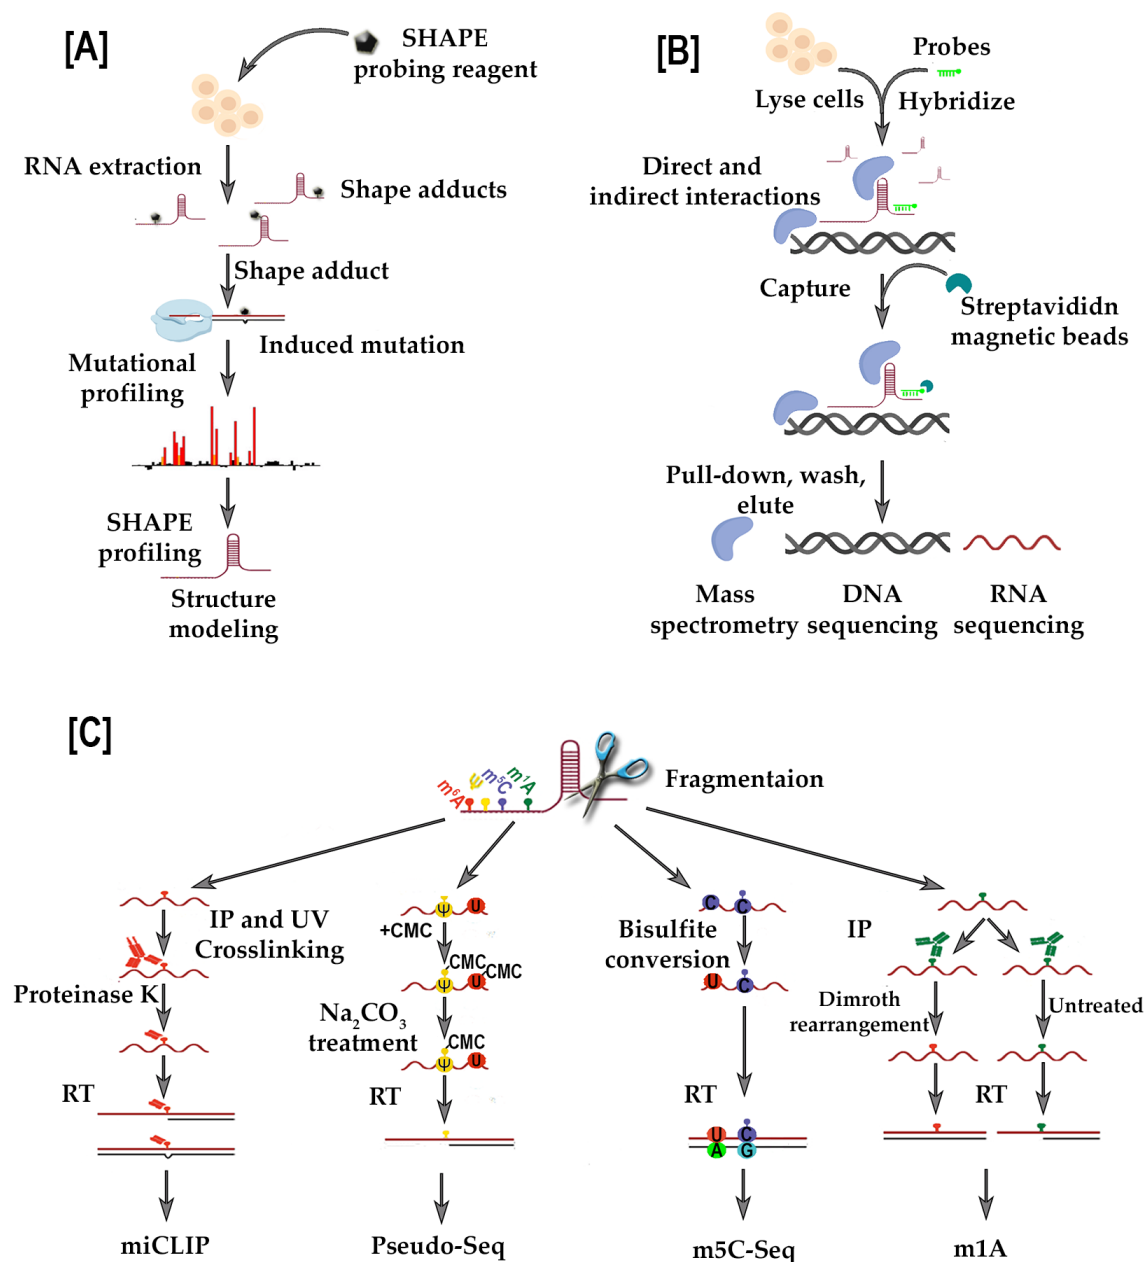 [A]
SHAPE
probing reagent
RNA extraction
Shape adducts
Shape adduct
Induced mutation
Mutational
profiling
SHAPE
profiling
Structure
modeling
[B]
Probes
Lyse cells
Hybridize
Direct and
indirect interactions
Capture
Streptavididn
magnetic beads
Pull-down, wash,
elute
Mass
spectrometry
DNA
sequencing
RNA
sequencing
[C]
m⁶A
Ψ
m⁵C
m¹A
Fragmentaion
IP and UV
Crosslinking
Proteinase K
RT
miCLIP
Ψ U
+CMC
CMC
CMC
Ψ U
Na₂CO₃
treatment
CMC
Ψ U
RT
Pseudo-Seq
C C
Bisulfite
conversion
U C
RT
U C
A G
m5C-Seq
IP
Dimroth
rearrangement
Untreated
RT
m1A